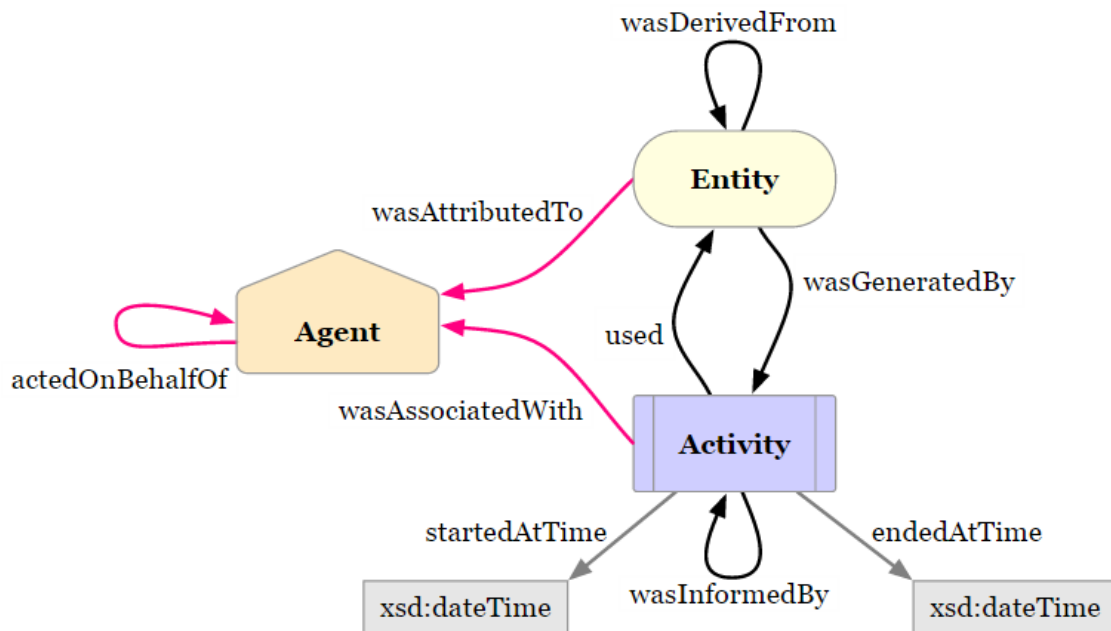 wasDerivedFrom
Entity
wasAttributedTo
wasGeneratedBy
used
Agent
actedOnBehalfOf
wasAssociatedWith
Activity
startedAtTime
endedAtTime
wasInformedBy
xsd:dateTime
xsd:dateTime